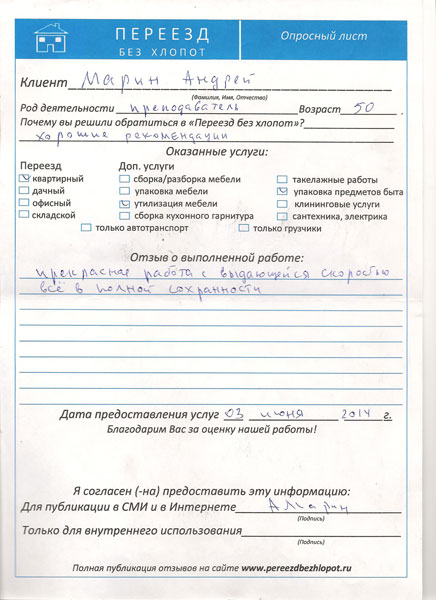 ПЕРЕЕЗД
БЕЗ ХЛОПОТ
Опросный лист
Клиент Марин Андрей
(Фамилия, Имя, Отчество)
Род деятельности преподаватель Возраст 50.
Почему вы решили обратиться в «Переезд без хлопот»?
хорошие рекомендации
Оказанные услуги:
Переезд Доп. услуги
квартирный сборка/разборка мебели такелажные работы
дачный упаковка мебели упаковка предметов быта
офисный утилизация мебели клининговые услуги
складской сборка кухонного гарнитура сантехника, электрика
только автотранспорт только грузчики
Отзыв о выполненной работе:
прекрасная работа с выдающейся скоростью
всё в полной сохранности
Дата предоставления услуг 03 июня 2014 г.
Благодарим Вас за оценку нашей работы!
Я согласен (-на) предоставить эту информацию:
Для публикации в СМИ и в Интернете АМарин
(Подпись)
Только для внутреннего использования
(Подпись)
Полная публикация отзывов на сайте www.pereezdbezhlopot.ru